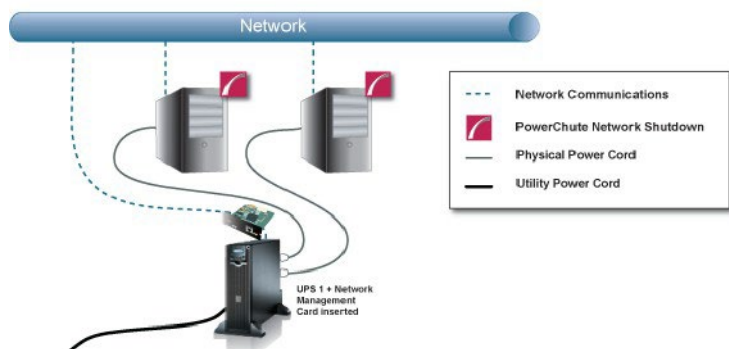 Network
Network Communications
PowerChute Network Shutdown
Physical Power Cord
Utility Power Cord
UPS 1 + Network
Management
Card inserted